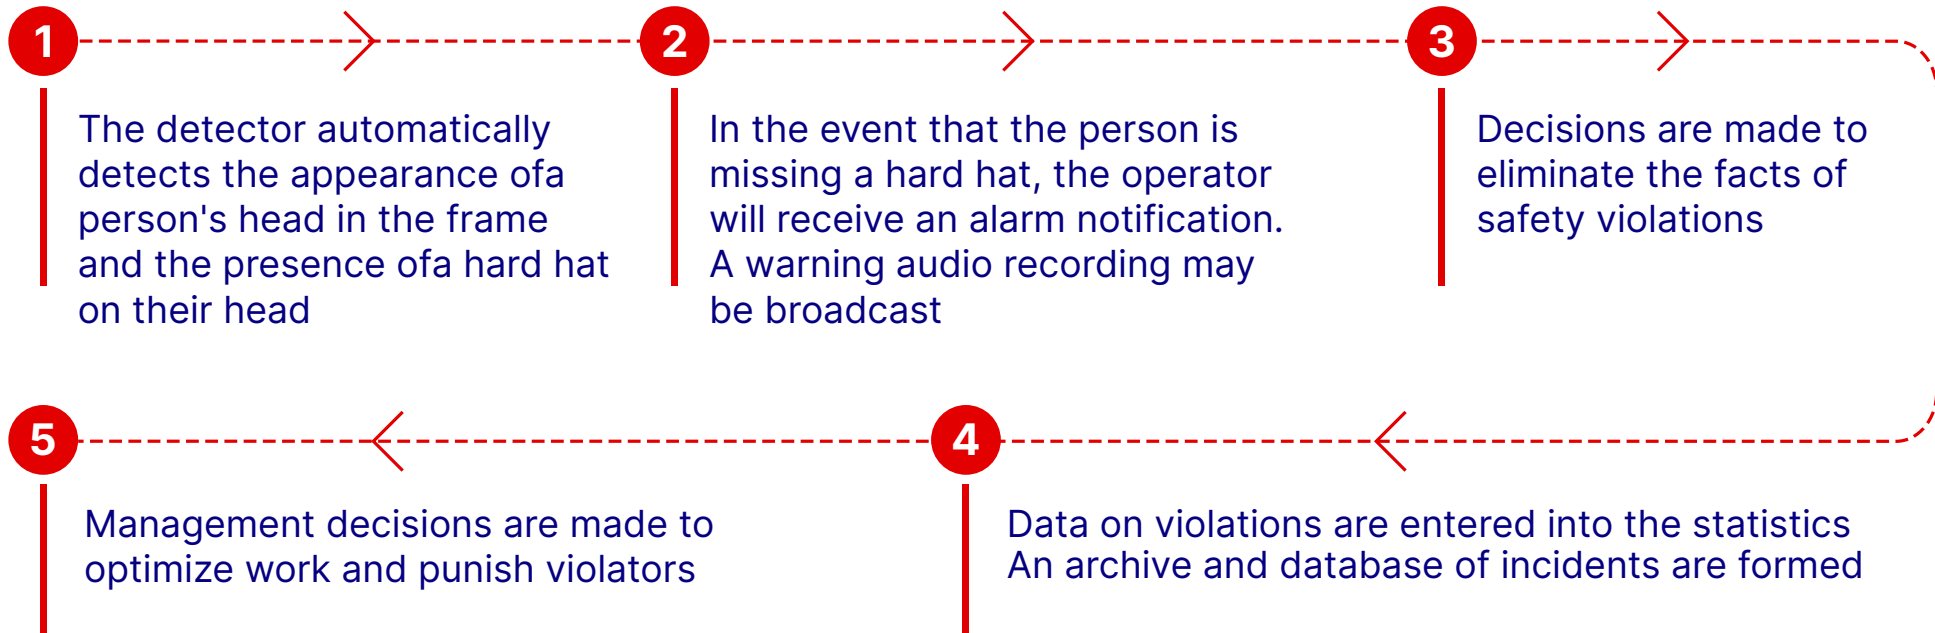 1
The detector automatically
detects the appearance ofa
person's head in the frame
and the presence ofa hard hat
on their head
2
In the event that the person is
missing a hard hat, the operator
will receive an alarm notification.
A warning audio recording may
be broadcast
3
Decisions are made to
eliminate the facts of
safety violations
4
Data on violations are entered into the statistics
An archive and database of incidents are formed
5
Management decisions are made to
optimize work and punish violators